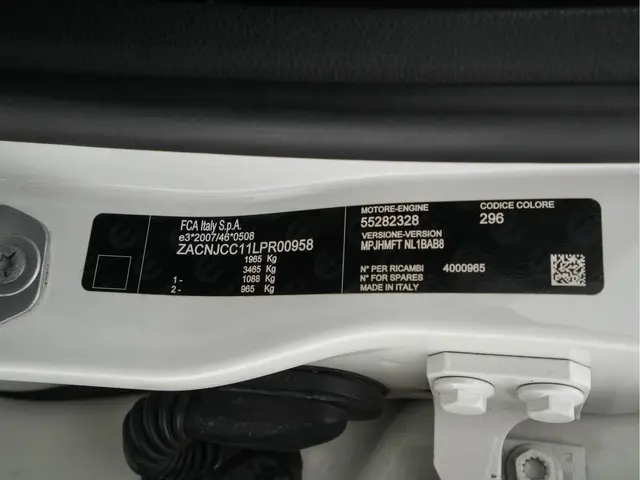 FCA Italy S.p.A.
e3*2007/46*0508
ZACNJCC11LPR00958
1965 Kg
3465 Kg
1- 1088 Kg
2- 965 Kg
MOTORE-ENGINE
55282328
CODICE COLORE
296
VERSIONE-VERSION
MPJHMFT NL1BAB8
N° PER RICAMBI 4000965
N° FOR SPARES
MADE IN ITALY